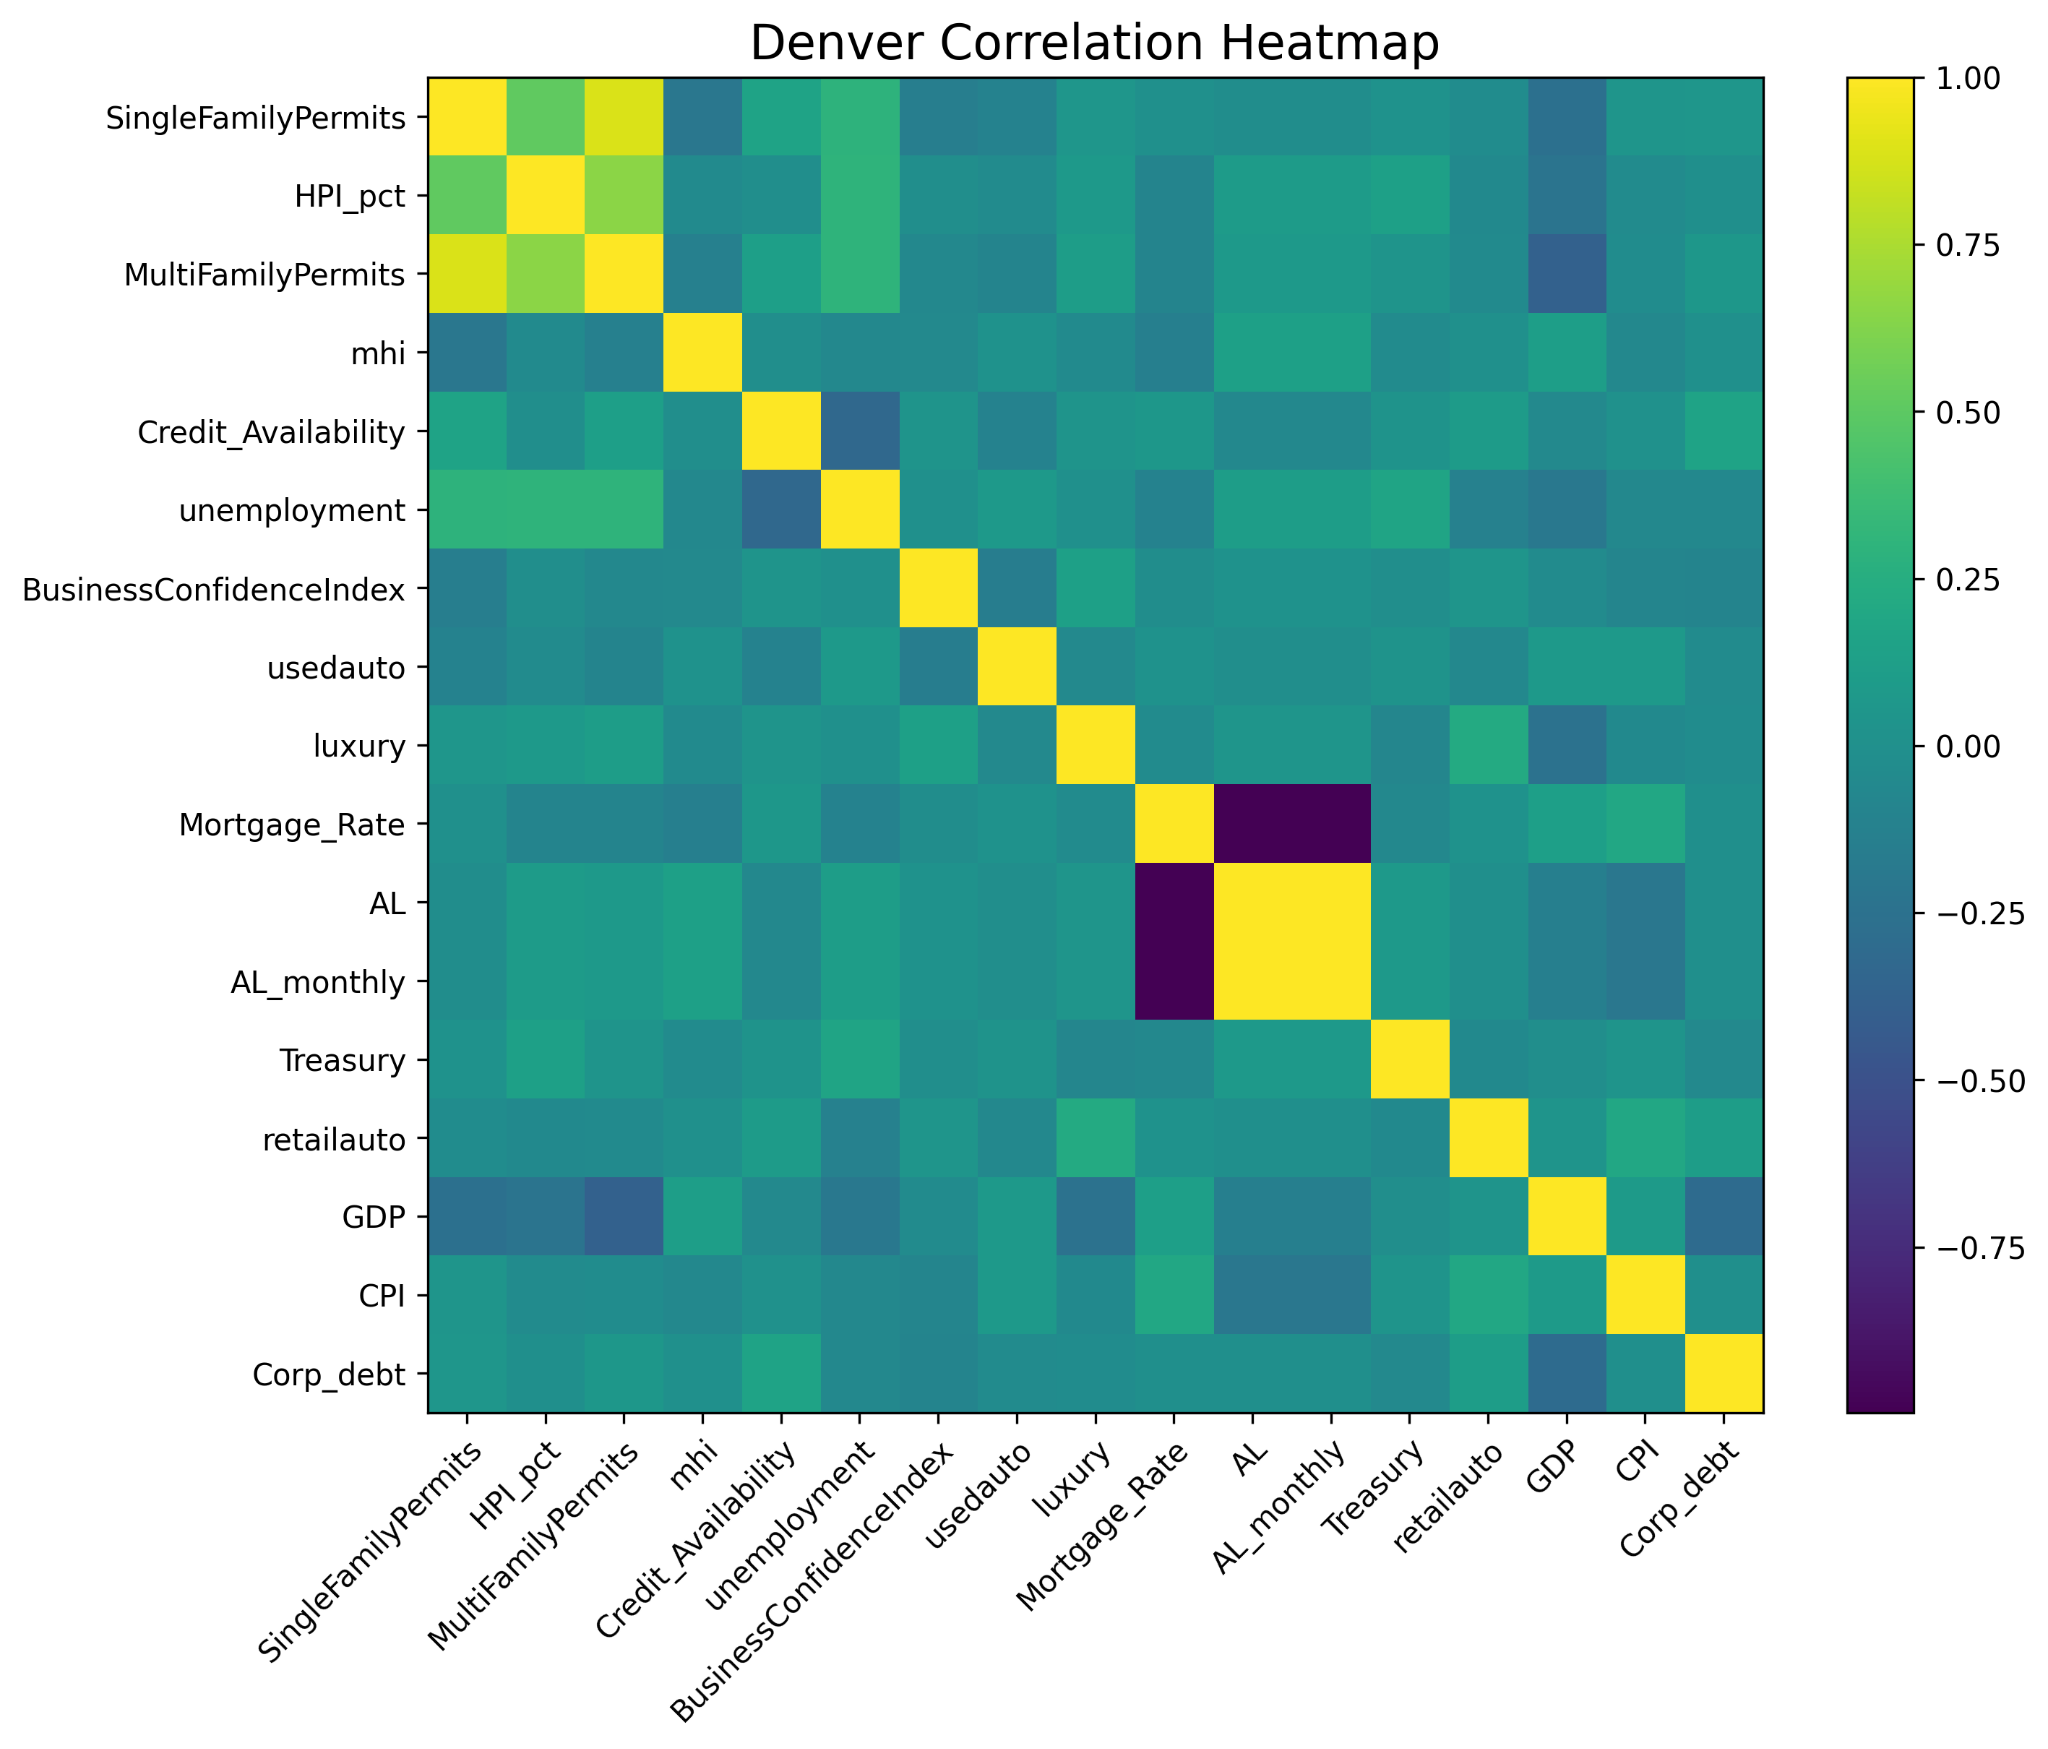 Denver Correlation Heatmap
SingleFamilyPermits
HPI_pct
MultiFamilyPermits
mhi
Credit_Availability
unemployment
BusinessConfidenceIndex
usedauto
luxury
Mortgage_Rate
AL
AL_monthly
Treasury
retailauto
GDP
CPI
Corp_debt
SingleFamilyPermits
HPI_pct
MultiFamilyPermits
mhi
Credit_Availability
unemployment
BusinessConfidenceIndex
usedauto
luxury
Mortgage_Rate
AL
AL_monthly
Treasury
retailauto
GDP
CPI
Corp_debt
1.00
0.75
0.50
0.25
0.00
−0.25
−0.50
−0.75